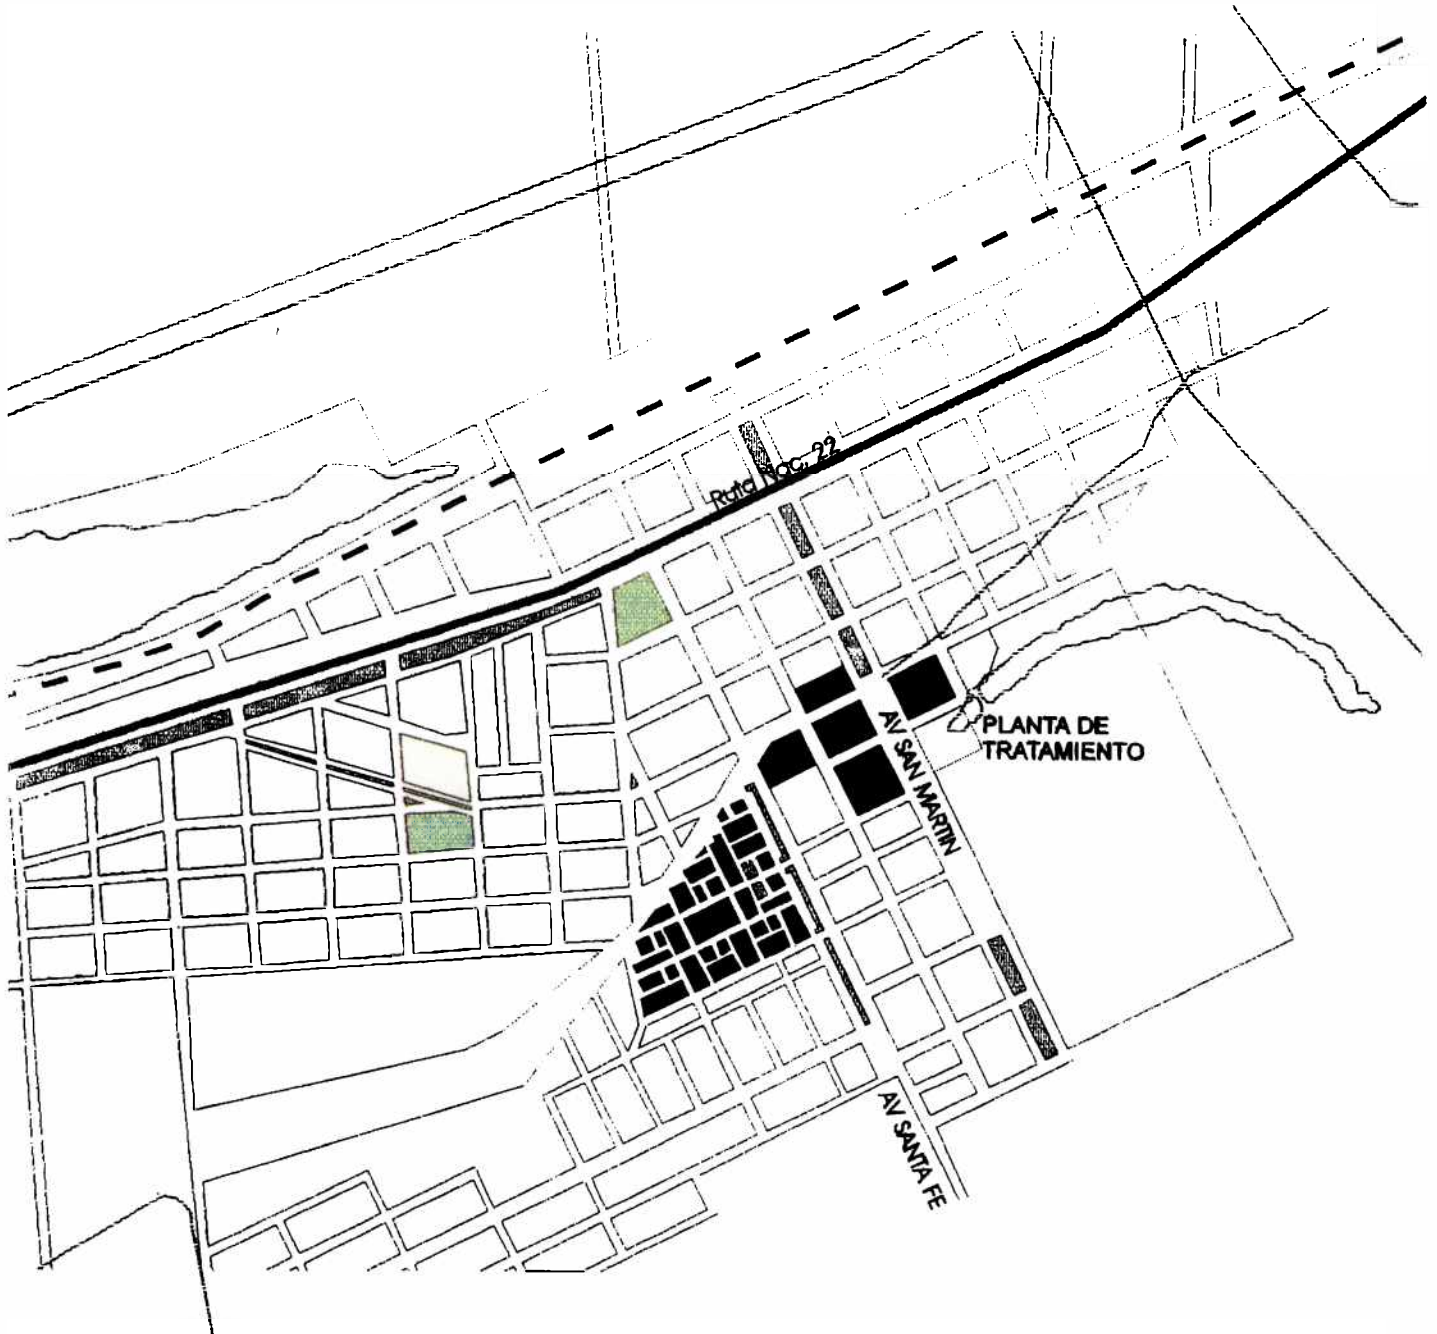 Ruta Nac. 22
PLANTA DE
TRATAMIENTO
AV SAN MARTIN
AV SANTA FE